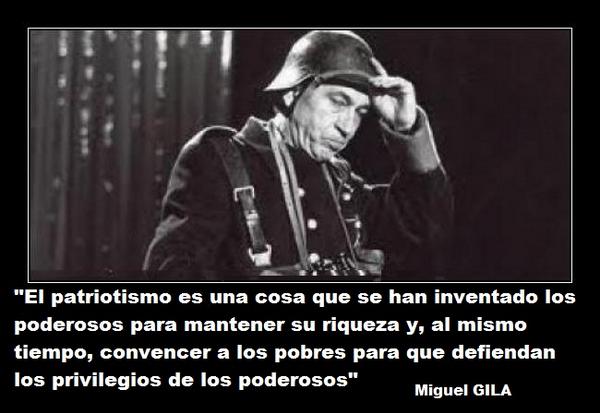 "El patriotismo es una cosa que se han inventado los
poderosos para mantener su riqueza y, al mismo
tiempo, convencer a los pobres para que defiendan
los privilegios de los poderosos"
Miguel GILA